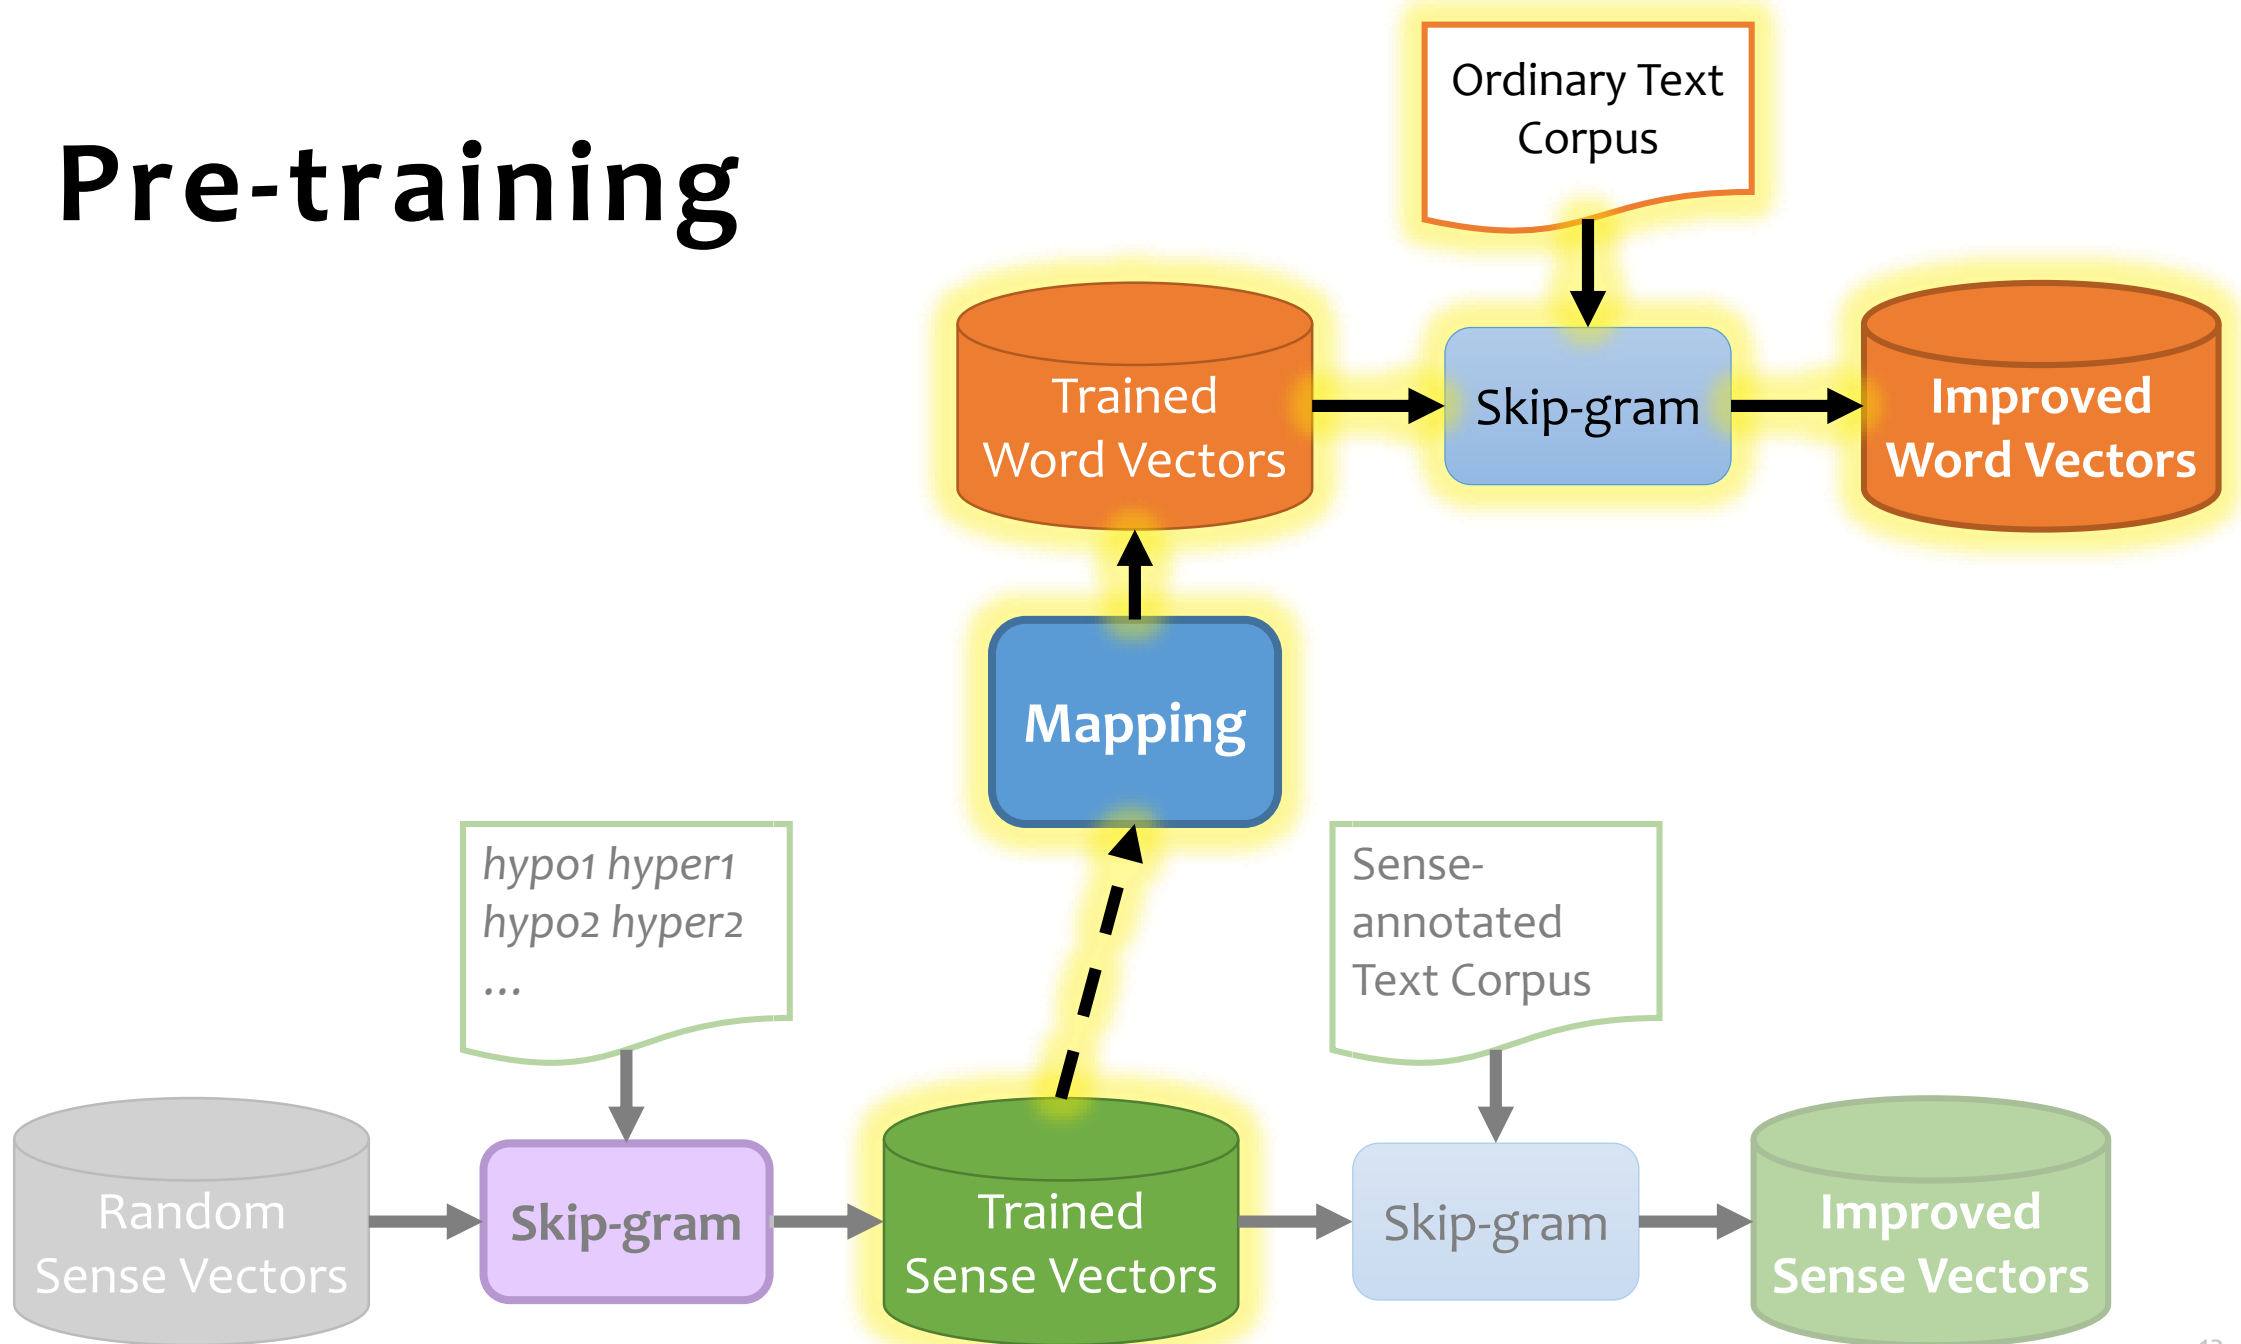 Pre-training
Ordinary Text
Corpus
Trained
Word Vectors
Skip-gram
Improved
Word Vectors
Mapping
hypo1 hyper1
hypo2 hyper2
...
Sense-
annotated
Text Corpus
Random
Sense Vectors
Skip-gram
Trained
Sense Vectors
Skip-gram
Improved
Sense Vectors